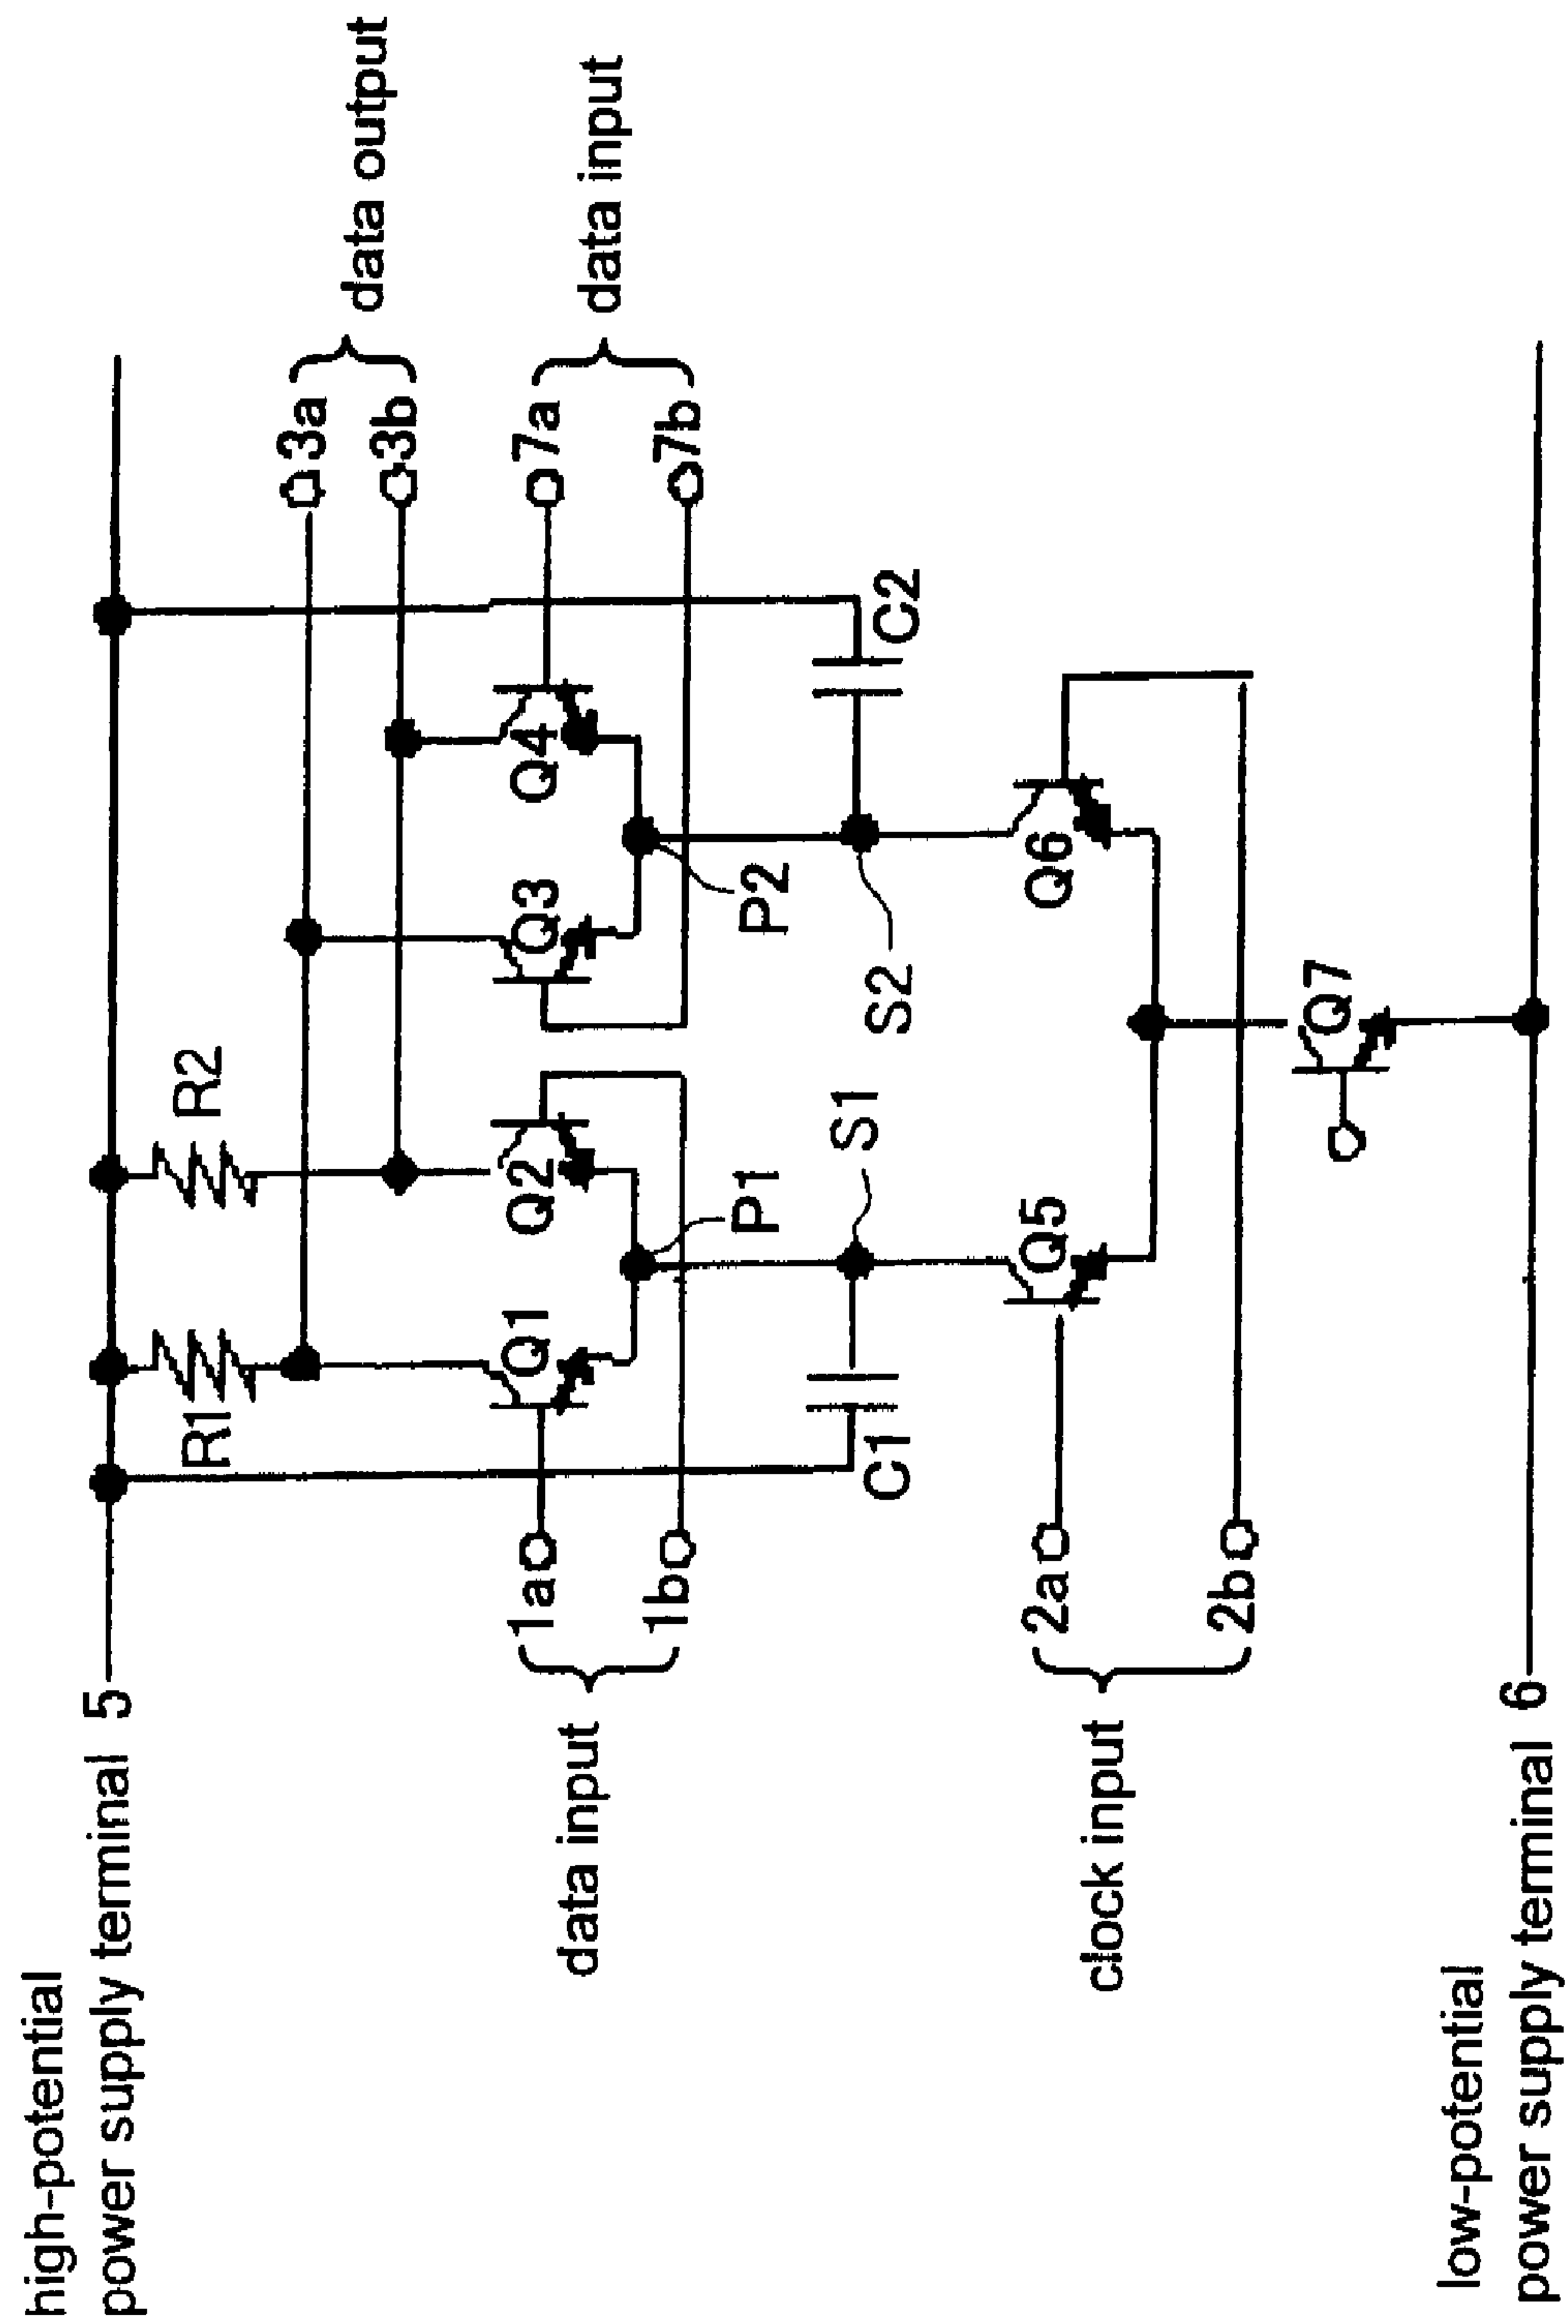 high-potential
power supply terminal 5
R1
R2
3a
3b
data output
data input
1a
1b
Q1
Q2
Q3
Q4
7a
7b
data input
P1
P2
C1
S1
S2
C2
clock input
2a
2b
Q5
Q6
Q7
low-potential
power supply terminal 6